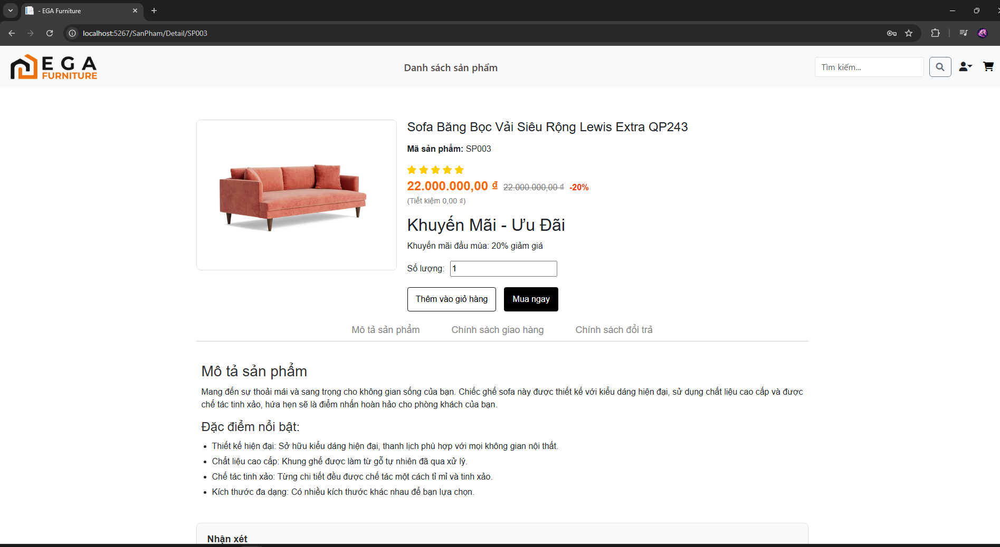 - EGA Furniture
localhost:5267/SanPham/Detail/SP003
EGA
FURNITURE
Danh sách sản phẩm
Tìm kiếm...
Sofa Băng Bọc Vải Siêu Rộng Lewis Extra QP243
Mã sản phẩm: SP003
22.000.000,00 ₫ 22.000.000,00 ₫ -20%
(Tiết kiệm 0,00 ₫)
Khuyến Mãi - Ưu Đãi
Khuyến mãi đầu mùa: 20% giảm giá
Số lượng: 1
Thêm vào giỏ hàng Mua ngay
Mô tả sản phẩm Chính sách giao hàng Chính sách đổi trả
Mô tả sản phẩm
Mang đến sự thoải mái và sang trọng cho không gian sống của bạn. Chiếc ghế sofa này được thiết kế với kiểu dáng hiện đại, sử dụng chất liệu cao cấp và được
chế tác tinh xảo, hứa hẹn sẽ là điểm nhấn hoàn hảo cho phòng khách của bạn.
Đặc điểm nổi bật:
• Thiết kế hiện đại: Sở hữu kiểu dáng hiện đại, thanh lịch phù hợp với mọi không gian nội thất.
• Chất liệu cao cấp: Khung ghế được làm từ gỗ tự nhiên đã qua xử lý.
• Chế tác tinh xảo: Từng chi tiết đều được chế tác một cách tỉ mỉ và tinh xảo.
• Kích thước đa dạng: Có nhiều kích thước khác nhau để bạn lựa chọn.
Nhận xét